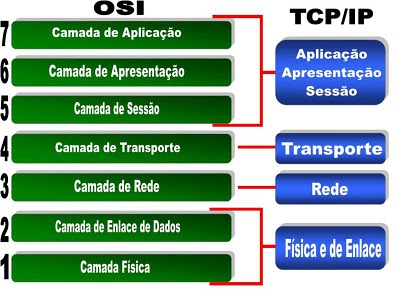 OSI
TCP/IP
7 Camada de Aplicação
6 Camada de Apresentação
5 Camada de Sessão
Aplicação
Apresentação
Sessão
4 Camada de Transporte
Transporte
3 Camada de Rede
Rede
2 Camada de Enlace de Dados
1 Camada Física
Física e de Enlace